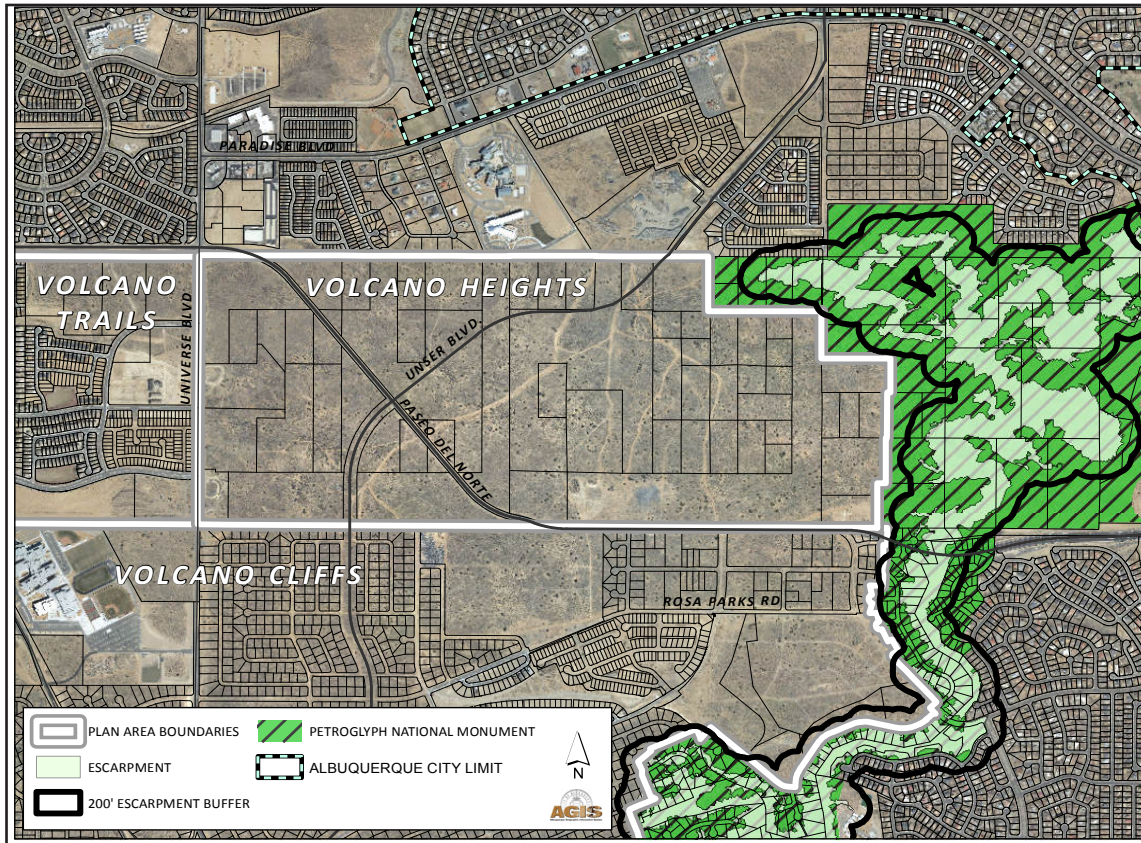 PARADISE BLVD
VOLCANO
TRAILS
VOLCANO HEIGHTS
UNIVERSE BLVD
UNSER BLVD.
PASEO DEL NORTE
VOLCANO CLIFFS
ROSA PARKS RD
PLAN AREA BOUNDARIES
PETROGLYPH NATIONAL MONUMENT
ESCARPMENT
ALBUQUERQUE CITY LIMIT
200' ESCARPMENT BUFFER
N
AGIS